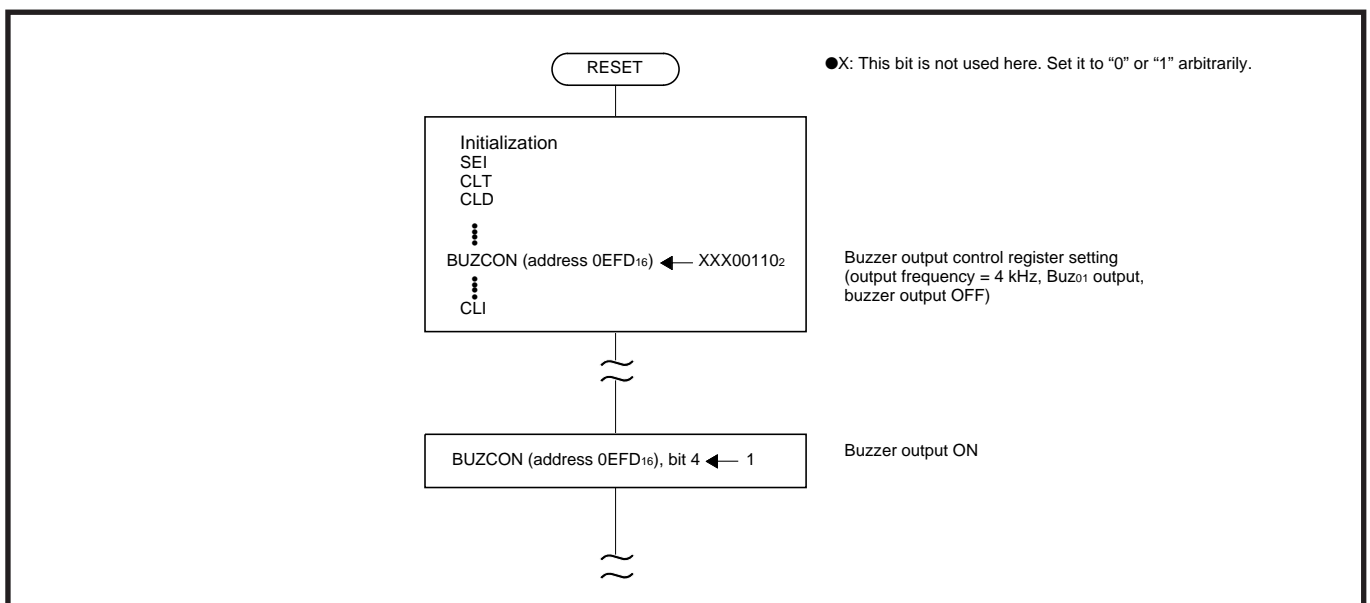 RESET
●X: This bit is not used here. Set it to “0” or “1” arbitrarily.
Initialization
SEI
CLT
CLD
BUZCON (address 0EFD16) ← XXX001102
CLI
Buzzer output control register setting
(output frequency = 4 kHz, Buz01 output,
buzzer output OFF)
BUZCON (address 0EFD16), bit 4 ← 1
Buzzer output ON